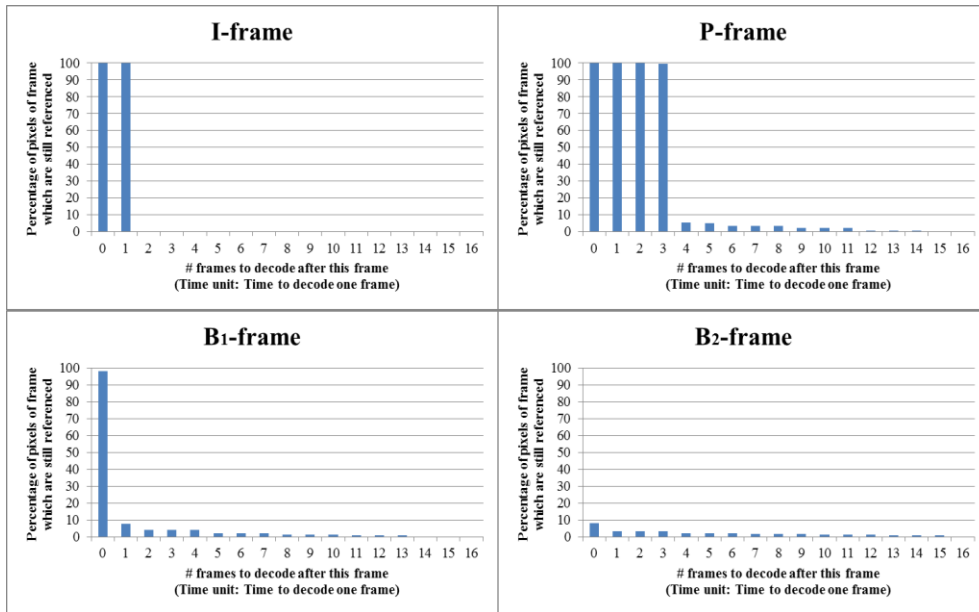 I-frame
Percentage of pixels of frame
which are still referenced
100
90
80
70
60
50
40
30
20
10
0
0 1 2 3 4 5 6 7 8 9 10 11 12 13 14 15 16
# frames to decode after this frame
(Time unit: Time to decode one frame)
P-frame
Percentage of pixels of frame
which are still referenced
100
90
80
70
60
50
40
30
20
10
0
0 1 2 3 4 5 6 7 8 9 10 11 12 13 14 15 16
# frames to decode after this frame
(Time unit: Time to decode one frame)
B1-frame
Percentage of pixels of frame
which are still referenced
100
90
80
70
60
50
40
30
20
10
0
0 1 2 3 4 5 6 7 8 9 10 11 12 13 14 15 16
# frames to decode after this frame
(Time unit: Time to decode one frame)
B2-frame
Percentage of pixels of frame
which are still referenced
100
90
80
70
60
50
40
30
20
10
0
0 1 2 3 4 5 6 7 8 9 10 11 12 13 14 15 16
# frames to decode after this frame
(Time unit: Time to decode one frame)